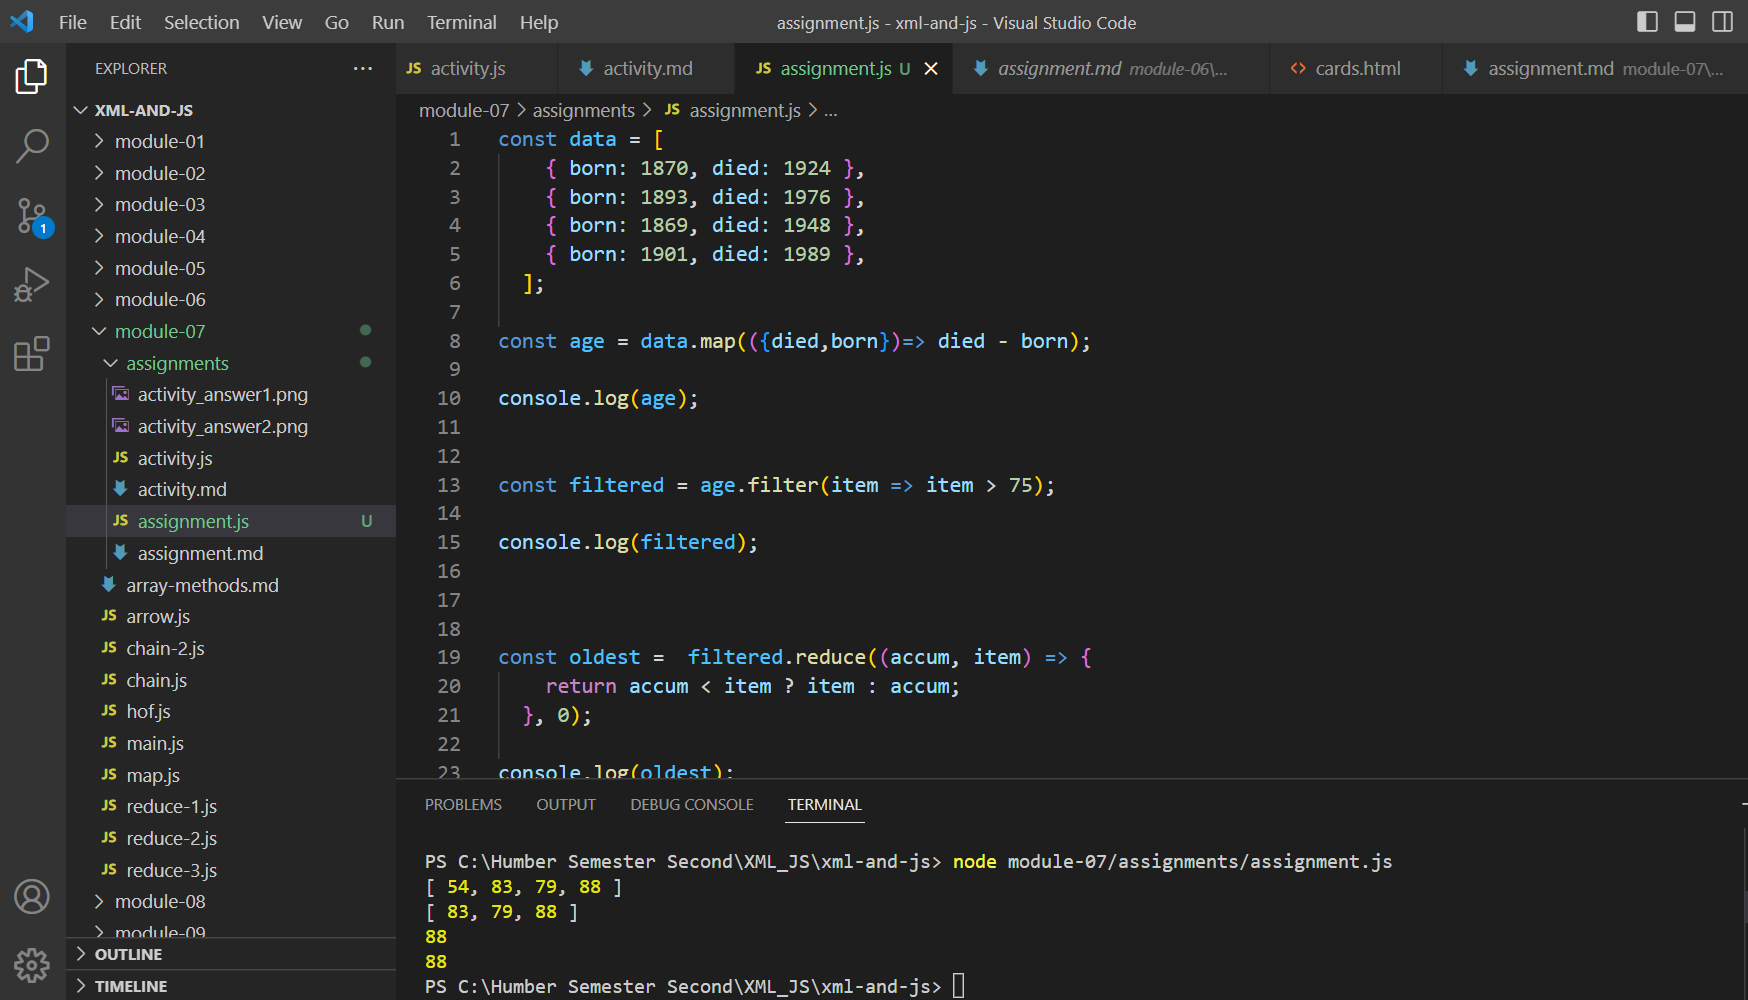 File Edit Selection View Go Run Terminal Help
assignment.js - xml-and-js - Visual Studio Code
EXPLORER ···
XML-AND-JS
module-01
module-02
module-03
module-04
module-05
module-06
module-07
assignments
activity_answer1.png
activity_answer2.png
JS activity.js
activity.md
JS assignment.js U
assignment.md
array-methods.md
JS arrow.js
JS chain-2.js
JS chain.js
JS hof.js
JS main.js
JS map.js
JS reduce-1.js
JS reduce-2.js
JS reduce-3.js
module-08
module-09
OUTLINE
TIMELINE
1
JS activity.js
activity.md
JS assignment.js U
assignment.md module-06\...
cards.html
assignment.md module-07\...
module-07 > assignments > JS assignment.js > ...
1 const data = [
2 { born: 1870, died: 1924 },
3 { born: 1893, died: 1976 },
4 { born: 1869, died: 1948 },
5 { born: 1901, died: 1989 },
6 ];
7
8 const age = data.map(({died,born})=> died - born);
9
10 console.log(age);
11
12
13 const filtered = age.filter(item => item > 75);
14
15 console.log(filtered);
16
17
18
19 const oldest =  filtered.reduce((accum, item) => {
20 return accum < item ? item : accum;
21 }, 0);
22
23 console.log(oldest);
PROBLEMS OUTPUT DEBUG CONSOLE TERMINAL
PS C:\Humber Semester Second\XML_JS\xml-and-js> node module-07/assignments/assignment.js
[ 54, 83, 79, 88 ]
[ 83, 79, 88 ]
88
88
PS C:\Humber Semester Second\XML_JS\xml-and-js>